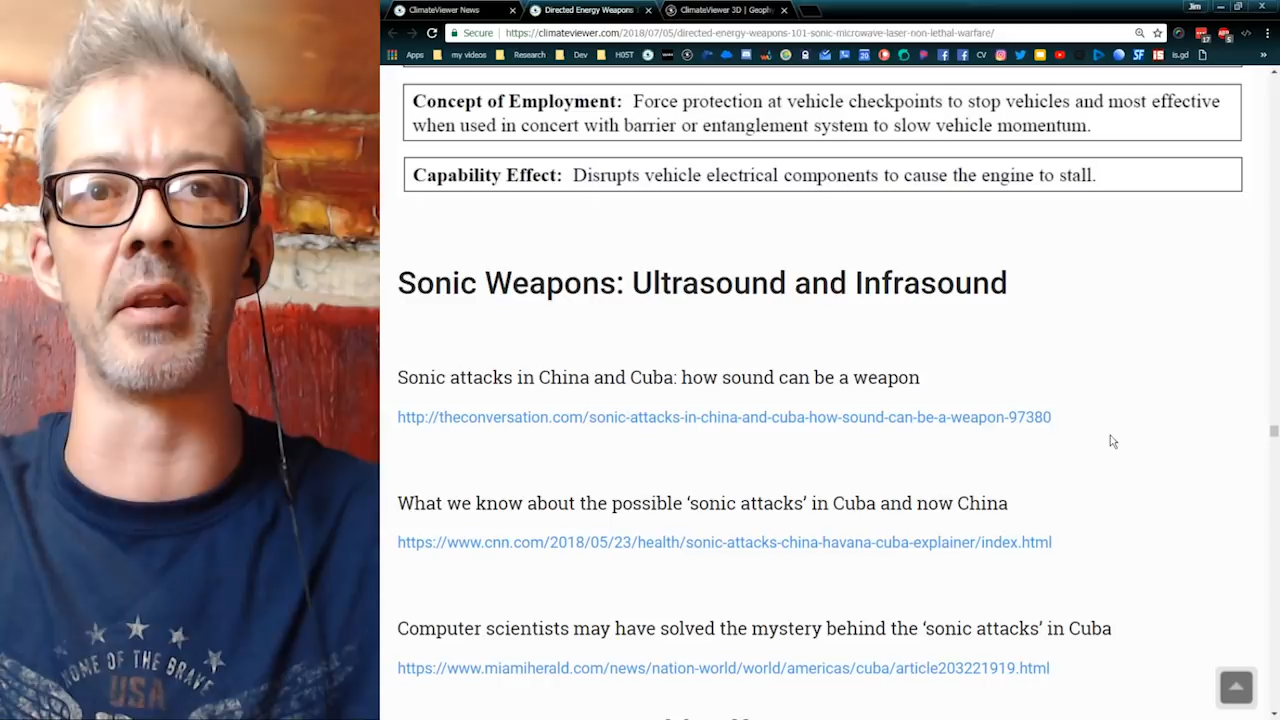 ClimateViewer News
Directed Energy Weapons
ClimateViewer 3D | Geoph
Jim
Secure
https://climateviewer.com/2018/07/05/directed-energy-weapons-101-sonic-microwave-laser-non-lethal-warfare/
Apps
my videos
Research
Dev
H05T
CV
is.gd
Concept of Employment: Force protection at vehicle checkpoints to stop vehicles and most effective
when used in concert with barrier or entanglement system to slow vehicle momentum.
Capability Effect: Disrupts vehicle electrical components to cause the engine to stall.
Sonic Weapons: Ultrasound and Infrasound
Sonic attacks in China and Cuba: how sound can be a weapon
http://theconversation.com/sonic-attacks-in-china-and-cuba-how-sound-can-be-a-weapon-97380
What we know about the possible ‘sonic attacks’ in Cuba and now China
https://www.cnn.com/2018/05/23/health/sonic-attacks-china-havana-cuba-explainer/index.html
Computer scientists may have solved the mystery behind the ‘sonic attacks’ in Cuba
https://www.miamiherald.com/news/nation-world/world/americas/cuba/article203221919.html
HOME OF THE BRAVE
USA